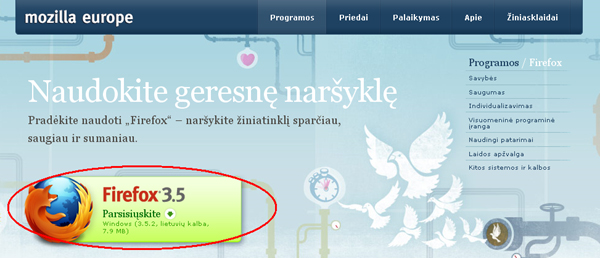 mozilla europe
Programos Priedai Palaikymas Apie Žiniasklaidai
Naudokite geresnę naršyklę
Pradėkite naudoti „Firefox“ – naršykite žiniatinklį sparčiau,
saugiau ir sumaniau.
Firefox 3.5
Parsisiųskite
Windows (3.5.2, lietuvių kalba,
7.9 MB)
Programos / Firefox
Savybės
Saugumas
Individualizavimas
Visuomeninė programinė
įranga
Naudingi patarimai
Laidos apžvalga
Kitos sistemos ir kalbos